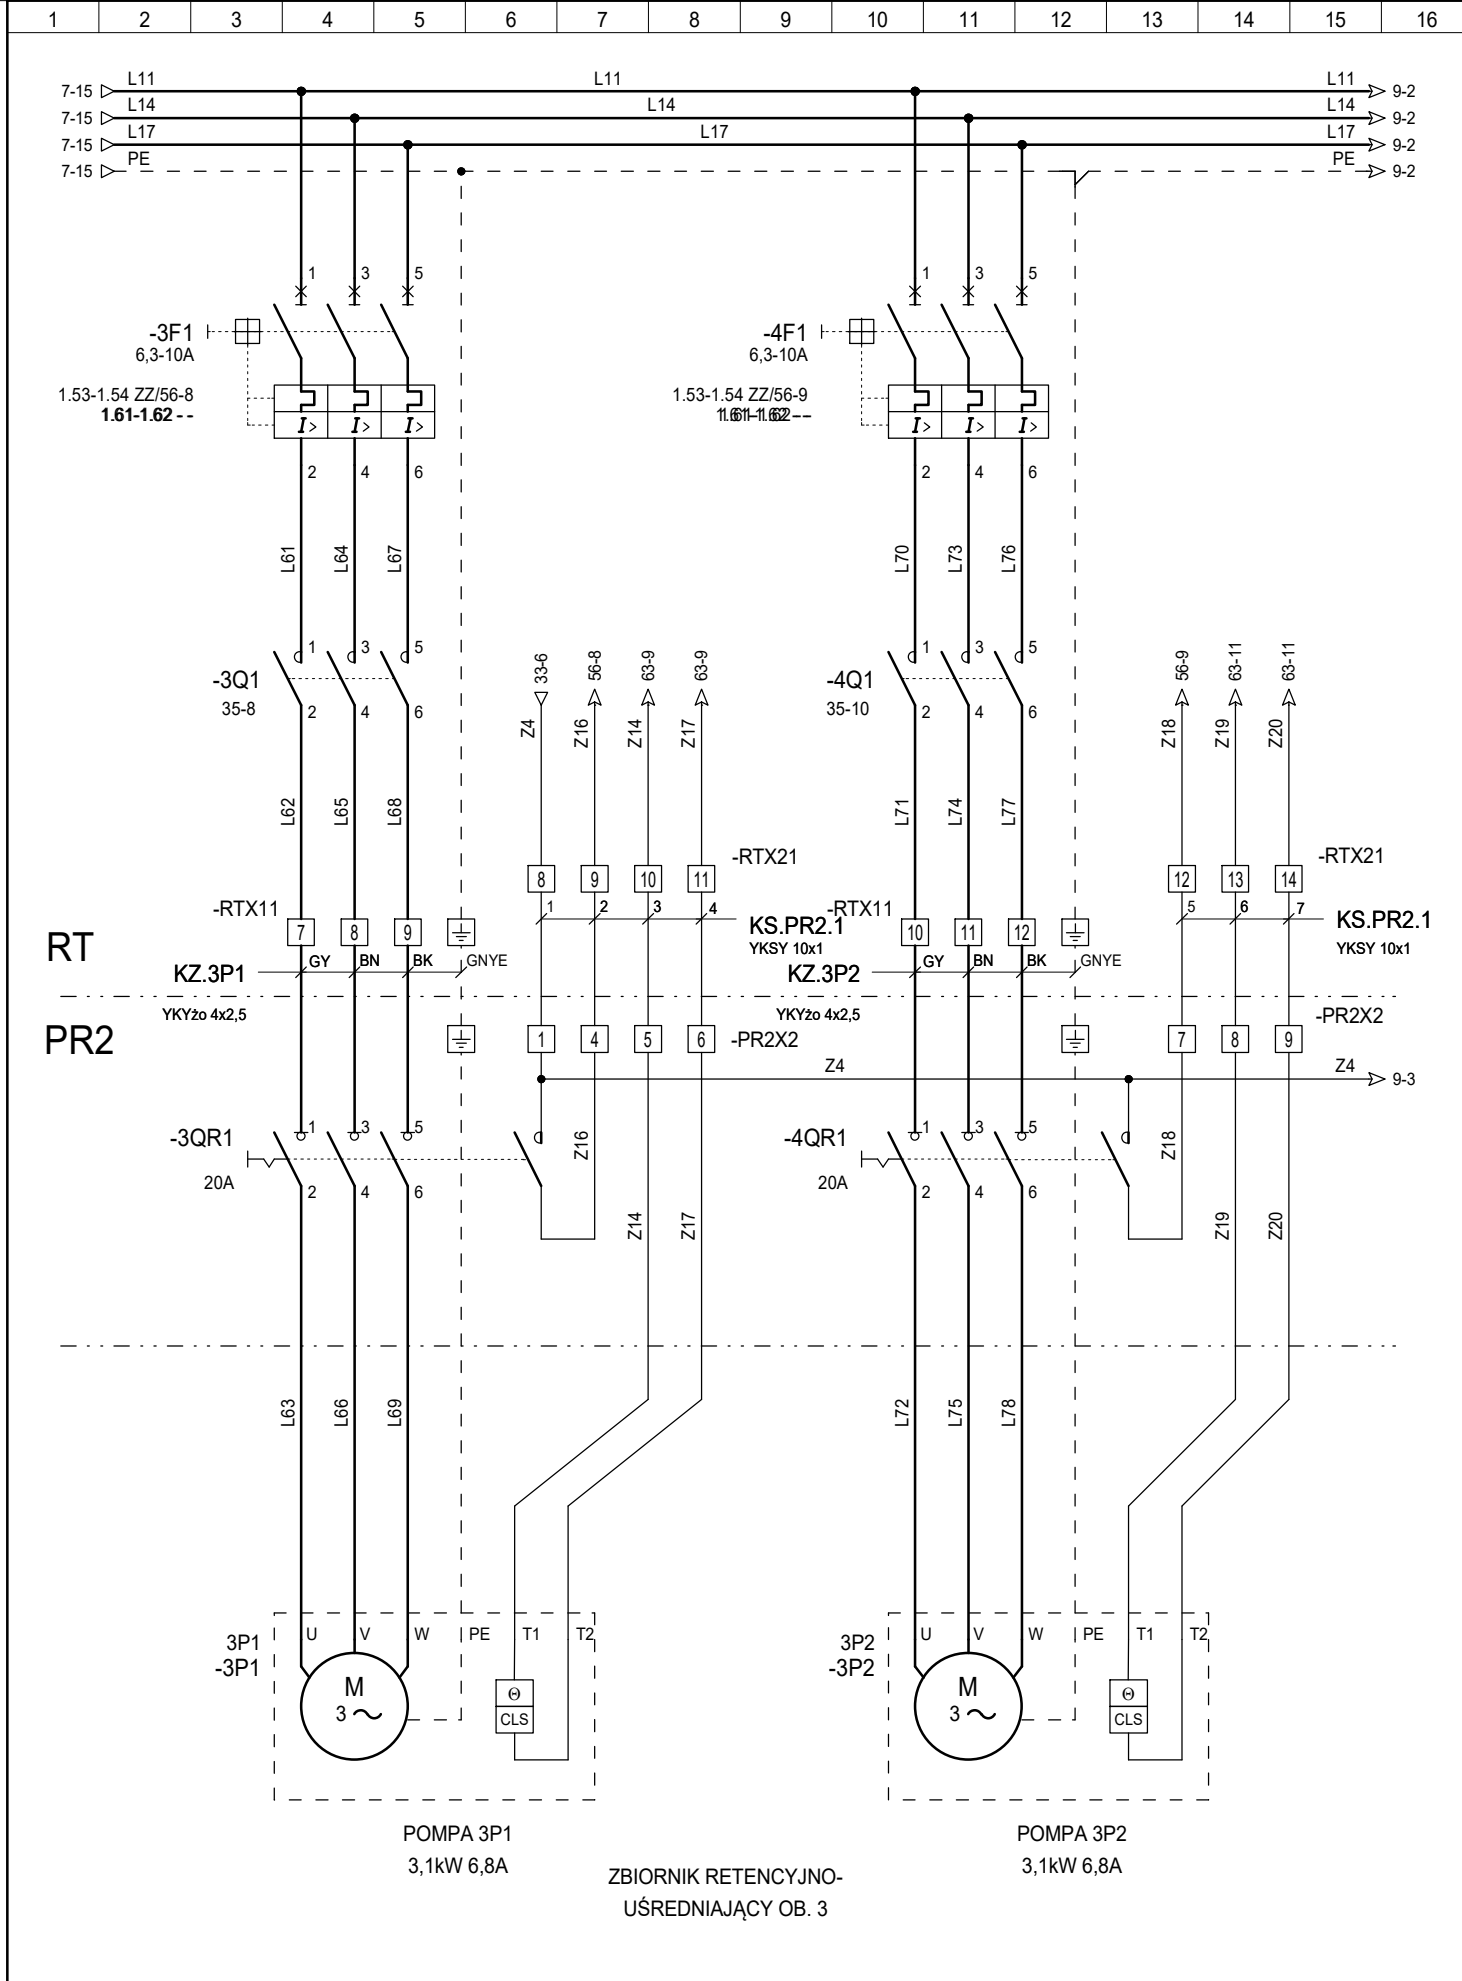 1 2 3 4 5 6 7 8 9 10 11 12 13 14 15 16
7-15 L11 L11 L11 9-2
7-15 L14 L14 L14 9-2
7-15 L17 L17 L17 9-2
7-15 PE PE 9-2
1 3 5 1 3 5
-3F1 -4F1
6,3-10A 6,3-10A
1.53-1.54 ZZ/56-8 1.53-1.54 ZZ/56-9
1.61-1.62 - - 1.61-1.62 --
I> I> I> I> I> I>
2 4 6 2 4 6
L61 L64 L67 L70 L73 L76
1 3 5 33-6 56-8 63-9 63-9 1 3 5 56-9 63-11 63-11
-3Q1 -4Q1
35-8 2 4 6 35-10 2 4 6
Z4 Z16 Z14 Z17 Z18 Z19 Z20
L62 L65 L68 L71 L74 L77
-RTX21 -RTX21
8 9 10 11 12 13 14
-RTX11 1 2 3 4 -RTX11 5 6 7
7 8 9 KS.PR2.1 10 11 12 KS.PR2.1
RT YKSY 10x1 YKSY 10x1
KZ.3P1 GY BN BK GNYE KZ.3P2 GY BN BK GNYE
YKYżo 4x2,5 YKYżo 4x2,5 -PR2X2
PR2 1 4 5 6 -PR2X2 7 8 9
Z4 Z4 9-3
-3QR1 1 3 5 Z16 -4QR1 1 3 5 Z18
20A 2 4 6 20A 2 4 6
Z14 Z17 Z19 Z20
L63 L66 L69 L72 L75 L78
3P1 U V W PE T1 T2 3P2 U V W PE T1 T2
-3P1 -3P2
M Θ M Θ
3 ~ CLS 3 ~ CLS
POMPA 3P1 POMPA 3P2
3,1kW 6,8A 3,1kW 6,8A
ZBIORNIK RETENCYJNO-
UŚREDNIAJĄCY OB. 3